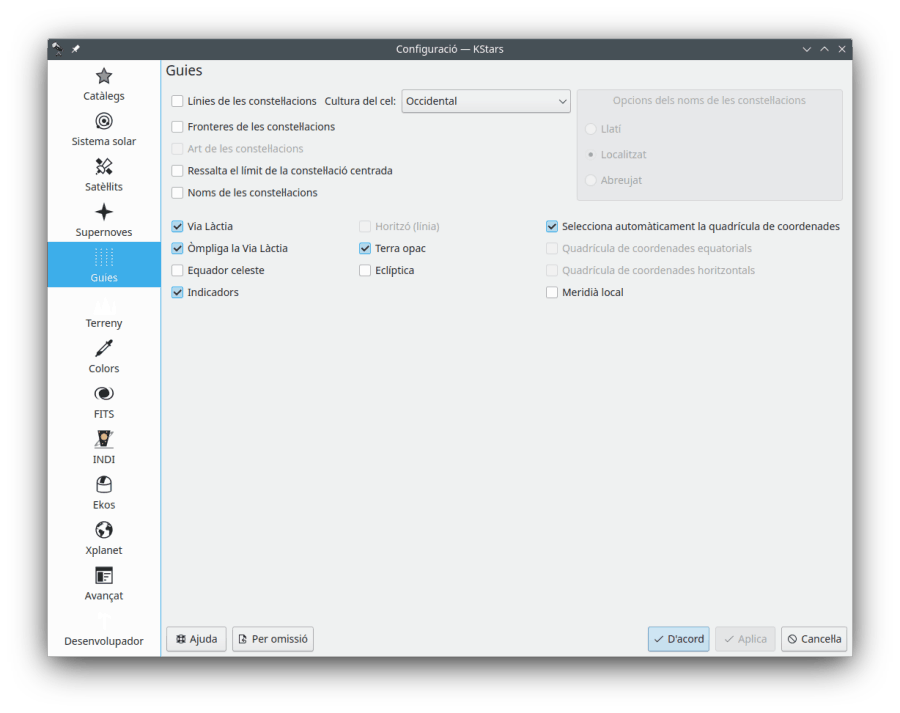 Configuració — KStars
Catàlegs
Sistema solar
Satèl·lits
Supernoves
Guies
Terreny
Colors
FITS
INDI
Ekos
Xplanet
Avançat
Desenvolupador
Guies
Línies de les constel·lacions Cultura del cel: Occidental
Fronteres de les constel·lacions
Art de les constel·lacions
Ressalta el límit de la constel·lació centrada
Noms de les constel·lacions
Opcions dels noms de les constel·lacions
Llatí
Localitzat
Abreujat
Via Làctia
Òmpliga la Via Làctia
Equador celeste
Indicadors
Horitzó (línia)
Terra opac
Eclíptica
Selecciona automàticament la quadrícula de coordenades
Quadrícula de coordenades equatorials
Quadrícula de coordenades horitzontals
Meridià local
Ajuda Per omissió D'acord Aplica Cancel·la